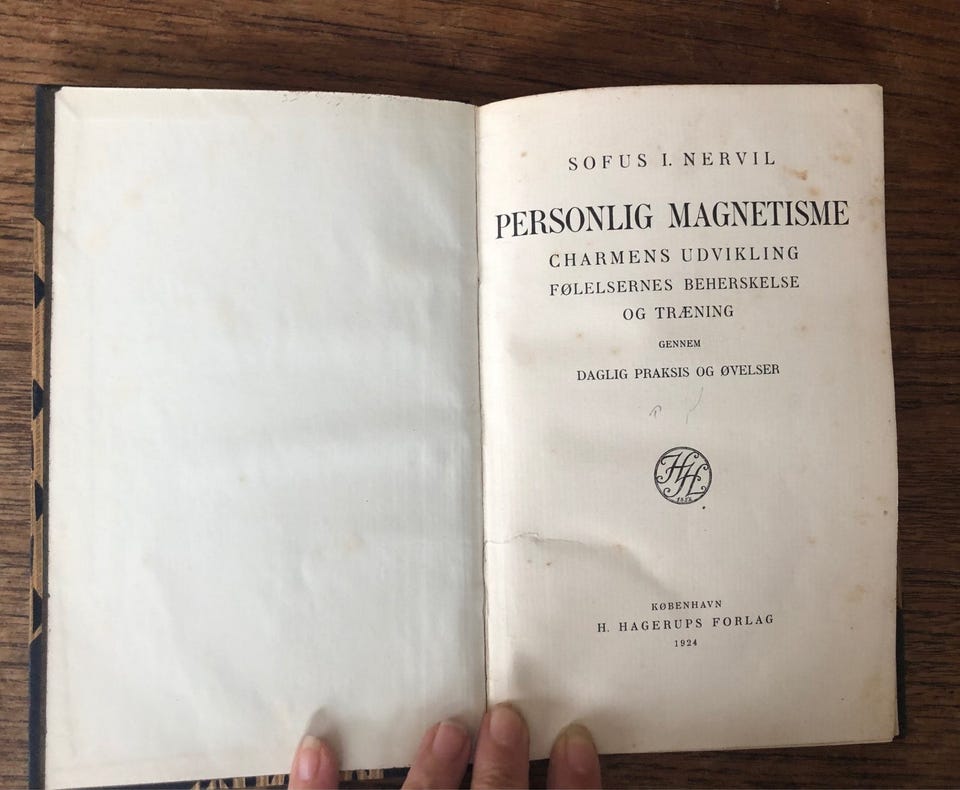 SOFUS I. NERVIL
PERSONLIG MAGNETISME
CHARMENS UDVIKLING
FØLELSERNES BEHERSKELSE
OG TRÆNING
GENNEM
DAGLIG PRAKSIS OG ØVELSER
HH
KØBENHAVN
H. HAGERUPS FORLAG
1924